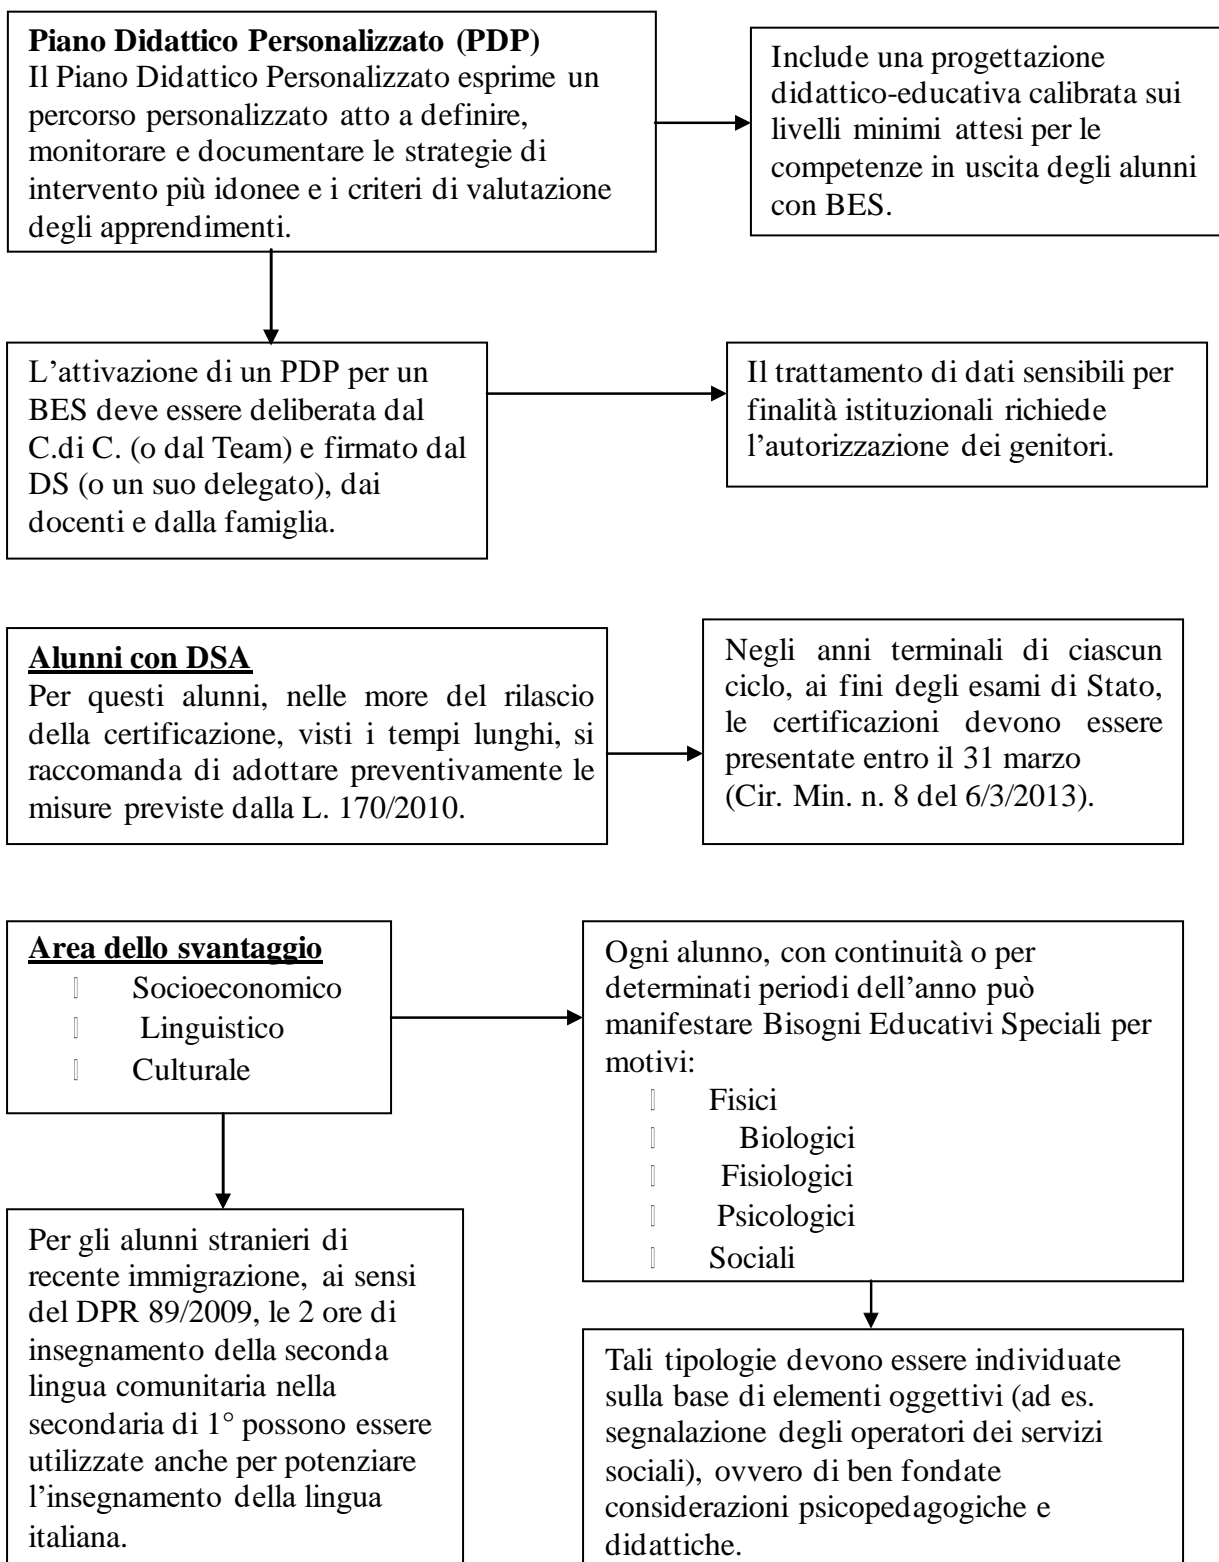 Piano Didattico Personalizzato (PDP)
Il Piano Didattico Personalizzato esprime un
percorso personalizzato atto a definire,
monitorare e documentare le strategie di
intervento più idonee e i criteri di valutazione
degli apprendimenti.
Include una progettazione
didattico-educativa calibrata sui
livelli minimi attesi per le
competenze in uscita degli alunni
con BES.
L’attivazione di un PDP per un
BES deve essere deliberata dal
C.di C. (o dal Team) e firmato dal
DS (o un suo delegato), dai
docenti e dalla famiglia.
Il trattamento di dati sensibili per
finalità istituzionali richiede
l’autorizzazione dei genitori.
Alunni con DSA
Per questi alunni, nelle more del rilascio
della certificazione, visti i tempi lunghi, si
raccomanda di adottare preventivamente le
misure previste dalla L. 170/2010.
Negli anni terminali di ciascun
ciclo, ai fini degli esami di Stato,
le certificazioni devono essere
presentate entro il 31 marzo
(Cir. Min. n. 8 del 6/3/2013).
Area dello svantaggio
Socioeconomico
Linguistico
Culturale
Ogni alunno, con continuità o per
determinati periodi dell’anno può
manifestare Bisogni Educativi Speciali per
motivi:
Fisici
Biologici
Fisiologici
Psicologici
Sociali
Per gli alunni stranieri di
recente immigrazione, ai sensi
del DPR 89/2009, le 2 ore di
insegnamento della seconda
lingua comunitaria nella
secondaria di 1° possono essere
utilizzate anche per potenziare
l’insegnamento della lingua
italiana.
Tali tipologie devono essere individuate
sulla base di elementi oggettivi (ad es.
segnalazione degli operatori dei servizi
sociali), ovvero di ben fondate
considerazioni psicopedagogiche e
didattiche.